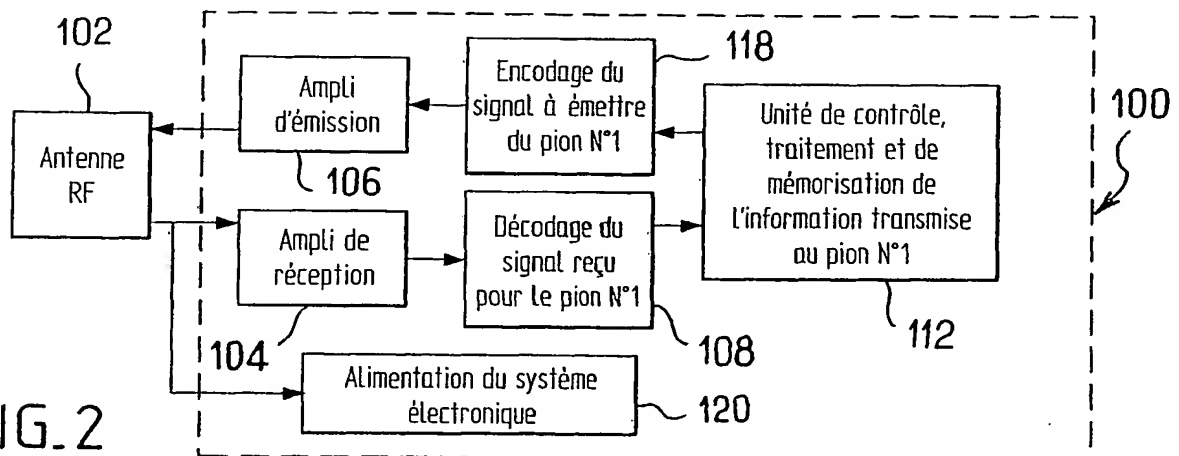 102
Antenne
RF
Ampli
d'émission
106
Encodage du
signal à émettre
du pion N°1
118
Unité de contrôle,
traitement et de
mémorisation de
l'information transmise
au pion N°1
112
100
Ampli de
réception
104
Décodage du
signal reçu
pour le pion N°1
108
Alimentation du système
électronique
120
IG_2